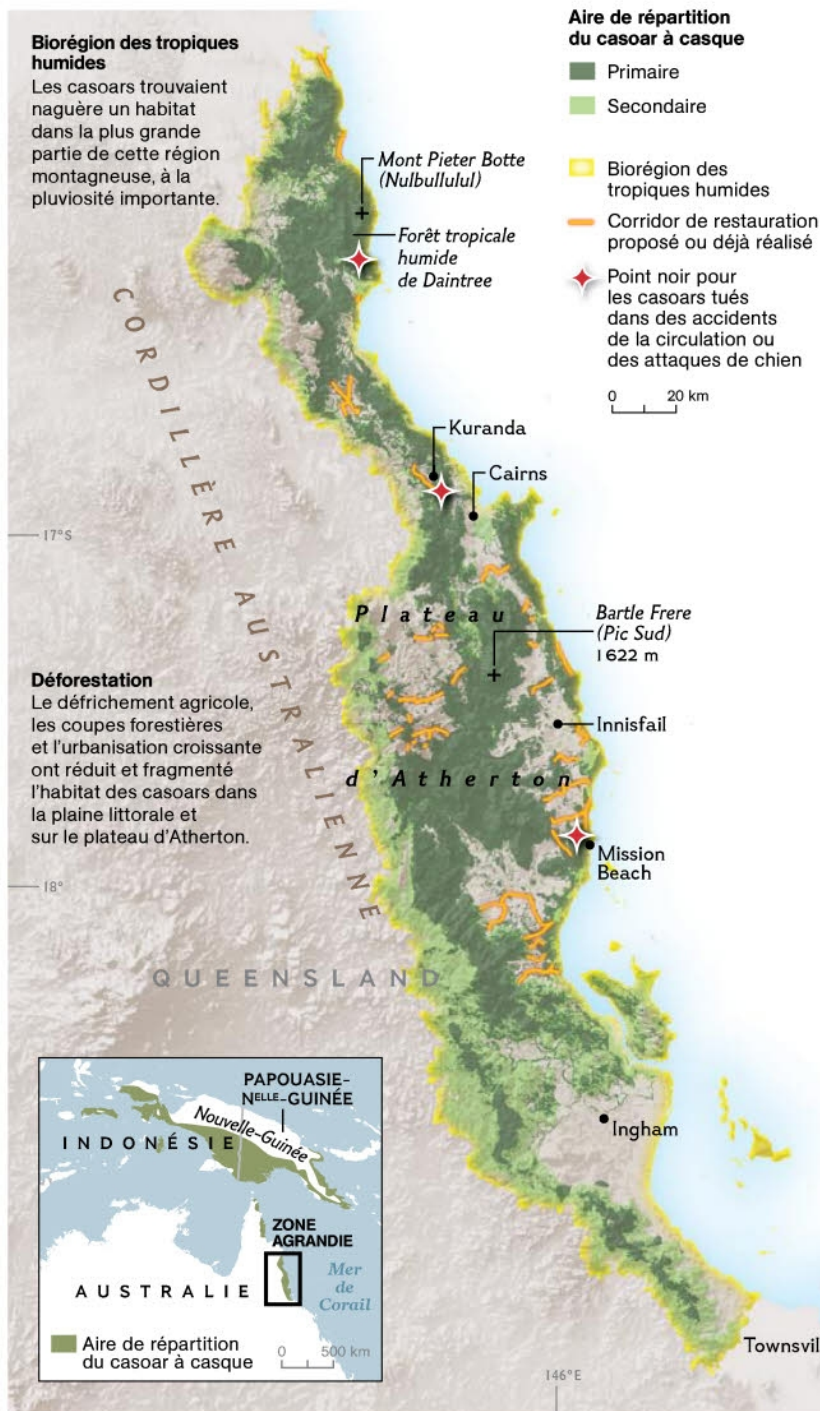 Biorégion des tropiques
humides
Les casoars trouvaient
naguère un habitat
dans la plus grande
partie de cette région
montagneuse, à la
pluviosité importante.
Aire de répartition
du casoar à casque
Primaire
Secondaire
Biorégion des
tropiques humides
Corridor de restauration
proposé ou déjà réalisé
Point noir pour
les casoars tués
dans des accidents
de la circulation ou
des attaques de chien
0 20 km
Mont Pieter Botte
(Nulbullulul)
Forêt tropicale
humide
de Daintree
CORDILLÈRE AUSTRALIENNE
Kuranda
Cairns
17°S
Plateau
d'Atherton
Bartle Frere
(Pic Sud)
1 622 m
Déforestation
Le défrichement agricole,
les coupes forestières
et l'urbanisation croissante
ont réduit et fragmenté
l'habitat des casoars dans
la plaine littorale et
sur le plateau d'Atherton.
Innisfail
Mission
Beach
18°
QUEENSLAND
Ingham
Townsvil
146°E
PAPOUASIE-
NELLE-GUINÉE
Nouvelle-Guinée
INDONÉSIE
ZONE
AGRANDIE
AUSTRALIE
Mer
de
Corail
Aire de répartition
du casoar à casque
0 500 km